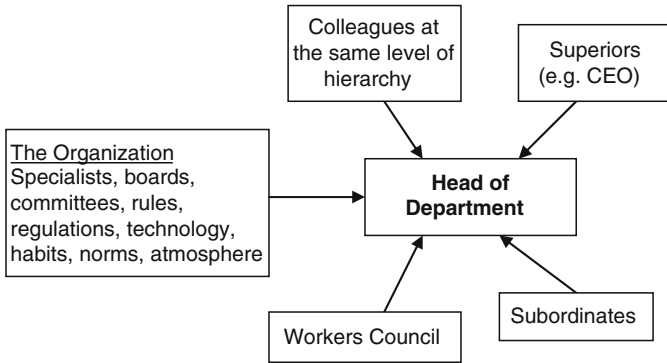 Colleagues at
the same level of
hierarchy
Superiors
(e.g. CEO)
The Organization
Specialists, boards,
committees, rules,
regulations, technology,
habits, norms, atmosphere
Head of
Department
Workers Council
Subordinates